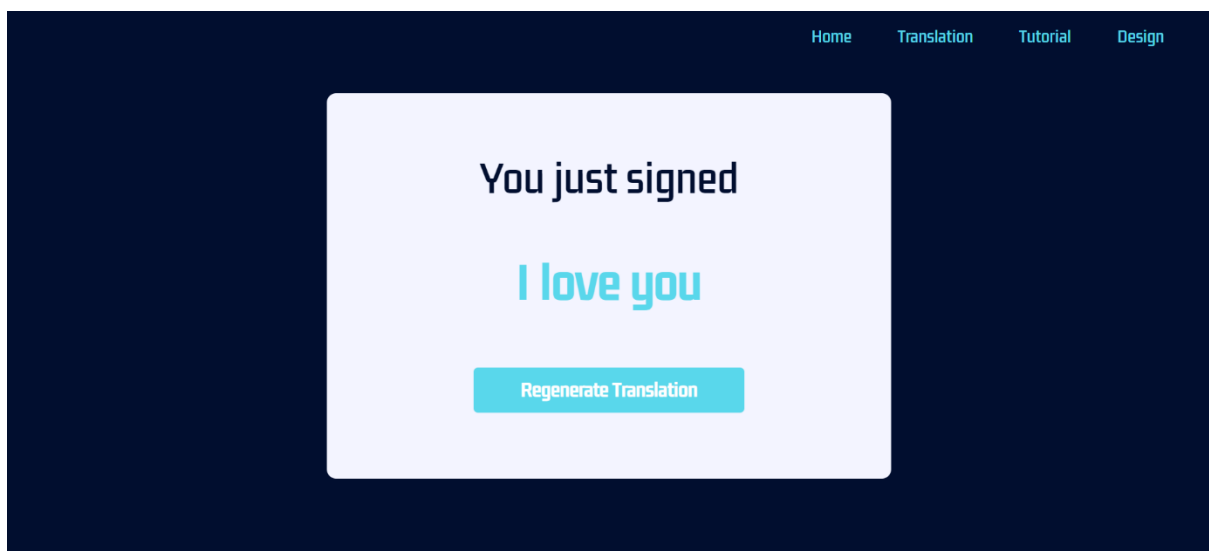 Home Translation Tutorial Design
You just signed
I love you
Regenerate Translation